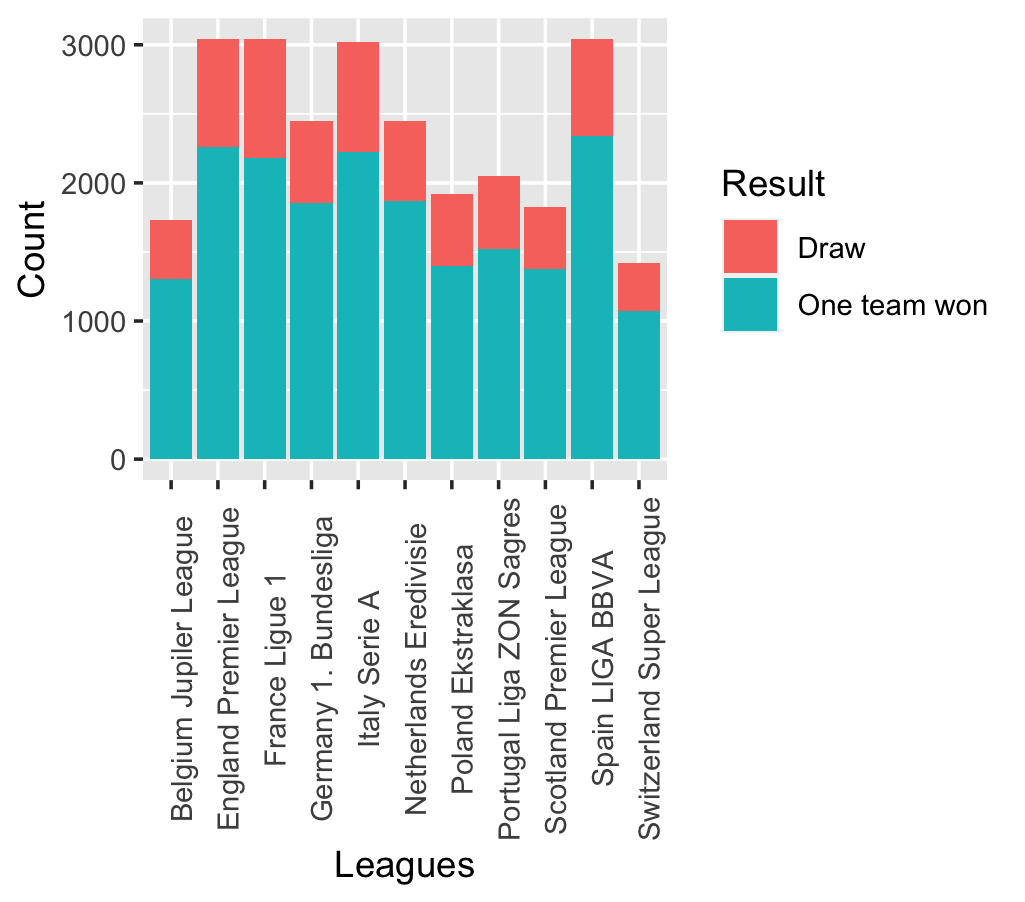 3000
2000
1000
0
Count
Belgium Jupiler League
England Premier League
France Ligue 1
Germany 1. Bundesliga
Italy Serie A
Netherlands Eredivisie
Poland Ekstraklasa
Portugal Liga ZON Sagres
Scotland Premier League
Spain LIGA BBVA
Switzerland Super League
Leagues
Result
Draw
One team won